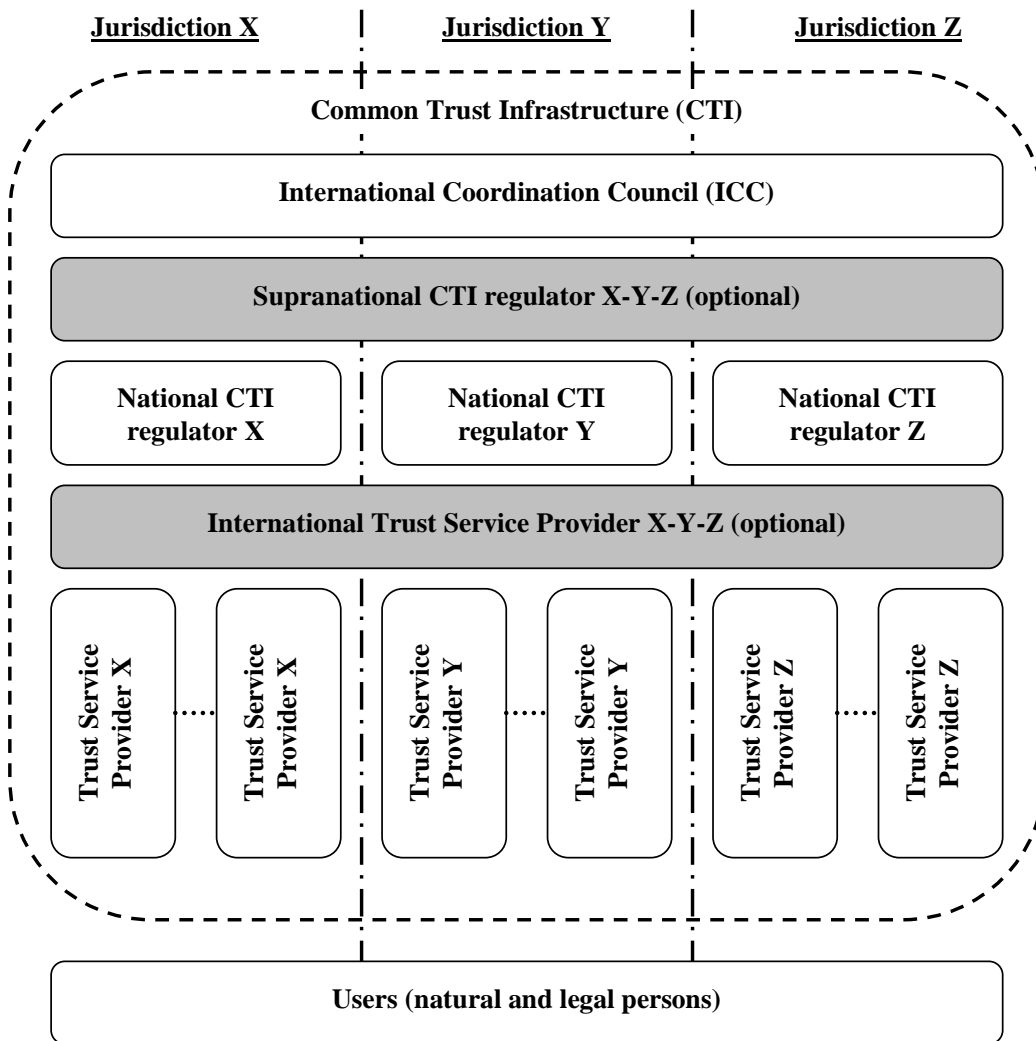 Jurisdiction X
Jurisdiction Y
Jurisdiction Z
Common Trust Infrastructure (CTI)
International Coordination Council (ICC)
Supranational CTI regulator X-Y-Z (optional)
National CTI
regulator X
National CTI
regulator Y
National CTI
regulator Z
International Trust Service Provider X-Y-Z (optional)
Trust Service
Provider X
Trust Service
Provider X
Trust Service
Provider Y
Trust Service
Provider Y
Trust Service
Provider Z
Trust Service
Provider Z
Users (natural and legal persons)